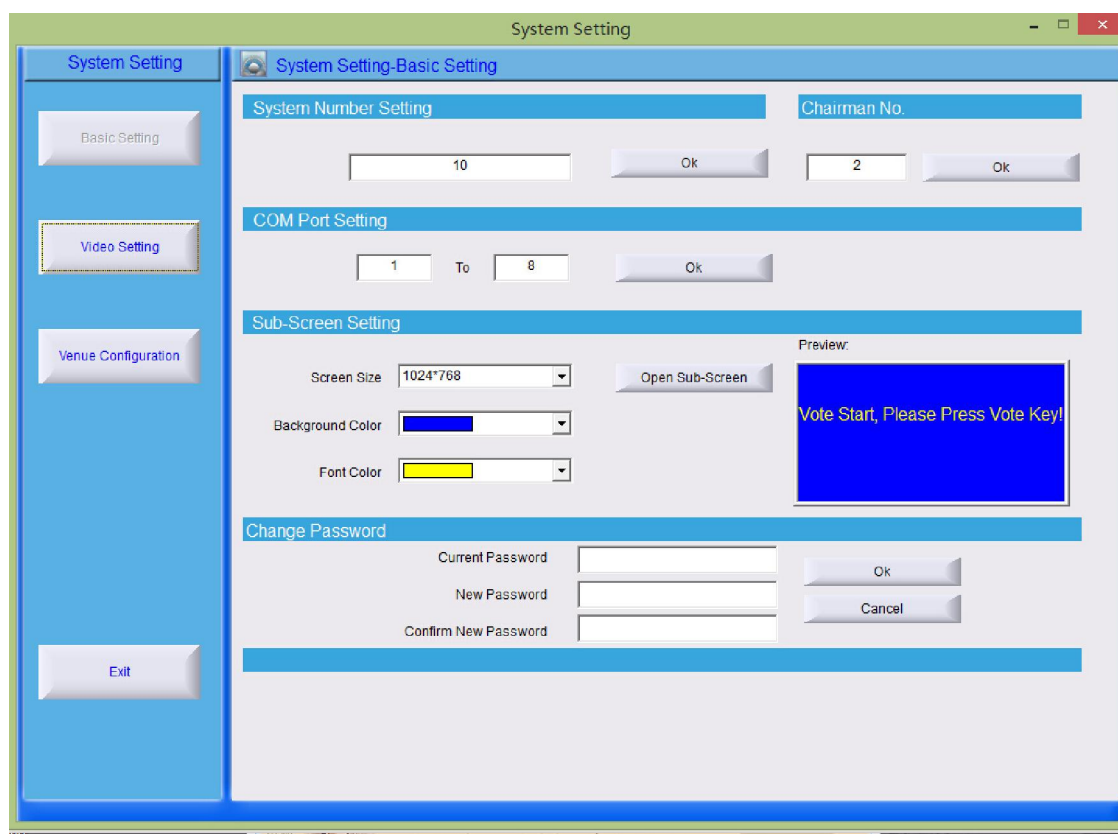 System Setting
System Setting
System Setting-Basic Setting
Basic Setting
Video Setting
Venue Configuration
Exit
System Number Setting
Chairman No.
10
Ok
2
Ok
COM Port Setting
1 To 8
Ok
Sub-Screen Setting
Screen Size 1024*768
Open Sub-Screen
Background Color
Font Color
Preview:
Vote Start, Please Press Vote Key!
Change Password
Current Password
New Password
Confirm New Password
Ok
Cancel